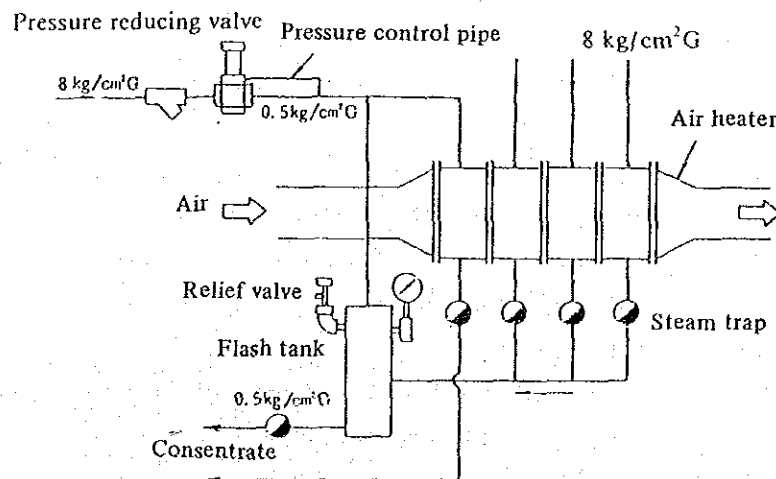 Pressure reducing valve
Pressure control pipe
8 kg/cm²G
8 kg/cm²G
0.5kg/cm²G
Air heater
Air
Relief valve
Steam trap
Flash tank
0.5kg/cm²G
Consentrate